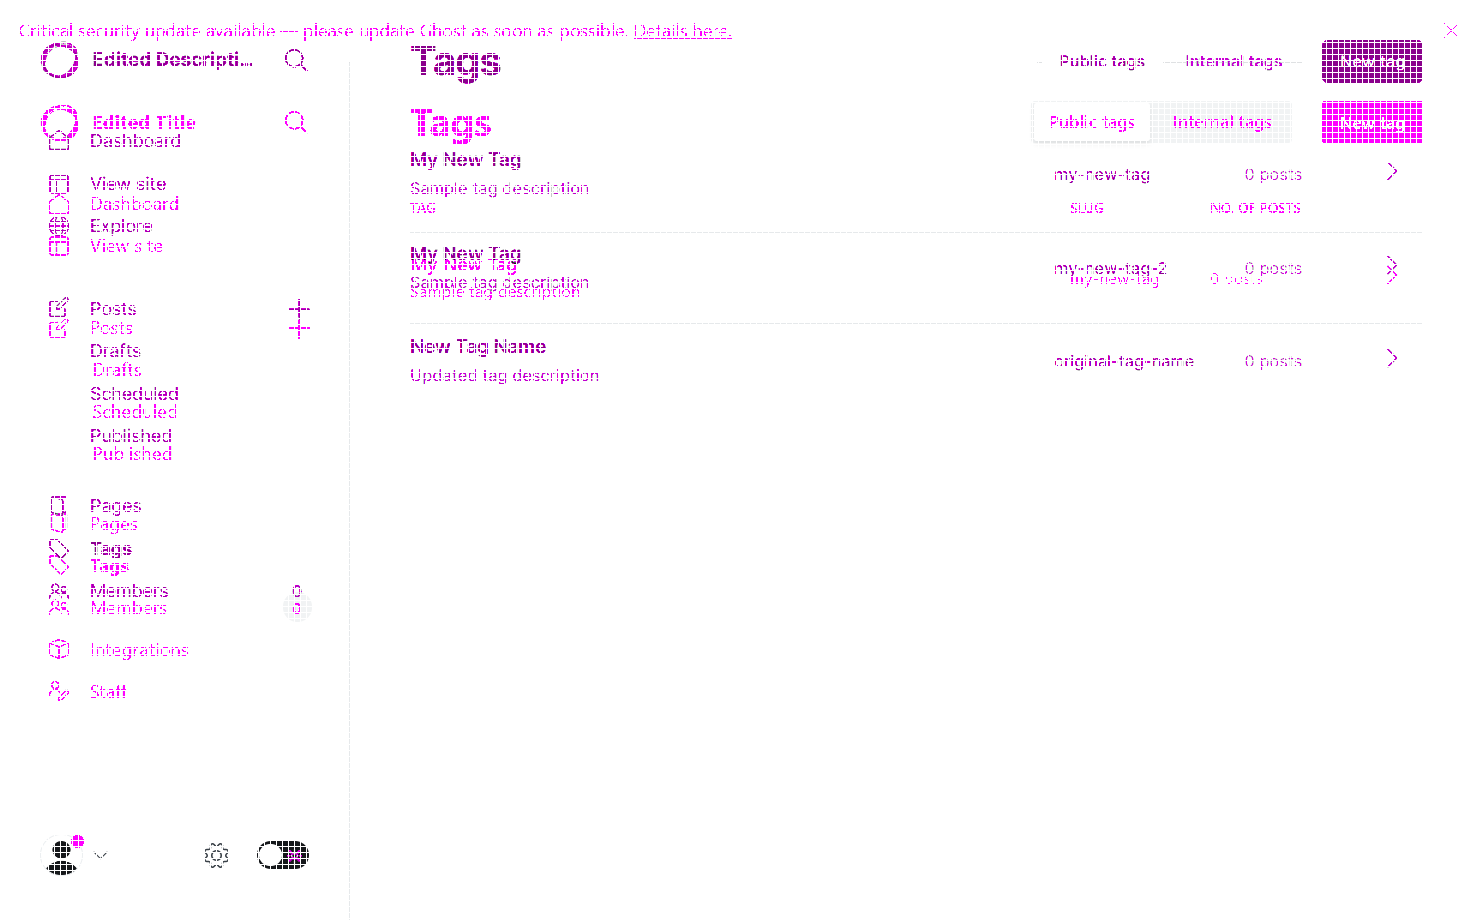 Critical security update available — please update Ghost as soon as possible. Details here.
Edited Descripti...
Tags
Public tags
Internal tags
New tag
Edited Title
Tags
Public tags
Internal tags
New tag
Dashboard
My New Tag
my-new-tag
0 posts
View site
Sample tag description
Dashboard
TAG
SLUG
NO. OF POSTS
Explore
View site
My New Tag
My New Tag
my-new-tag-2
0 posts
Sample tag description
my-new-tag
0 posts
Sample tag description
Posts
Posts
Drafts
New Tag Name
original-tag-name
0 posts
Drafts
Updated tag description
Scheduled
Scheduled
Published
Published
Pages
Pages
Tags
Tags
Members
0
Members
0
Integrations
Staff